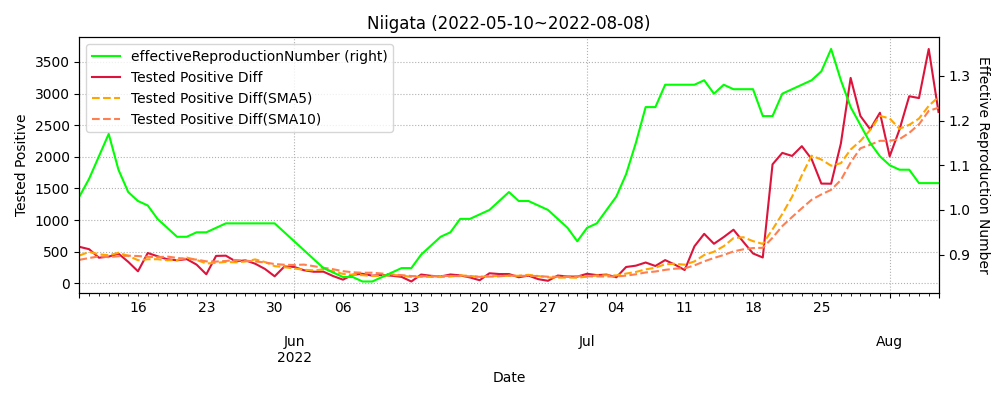 Niigata (2022-05-10~2022-08-08)
effectiveReproductionNumber (right)
Tested Positive Diff
Tested Positive Diff(SMA5)
Tested Positive Diff(SMA10)
Tested Positive
3500
3000
2500
2000
1500
1000
500
0
1.3
1.2
1.1
1.0
0.9
Effective Reproduction Number
16 23 30 06 13 20 27 04 11 18 25
Jun Jul Aug
2022
Date